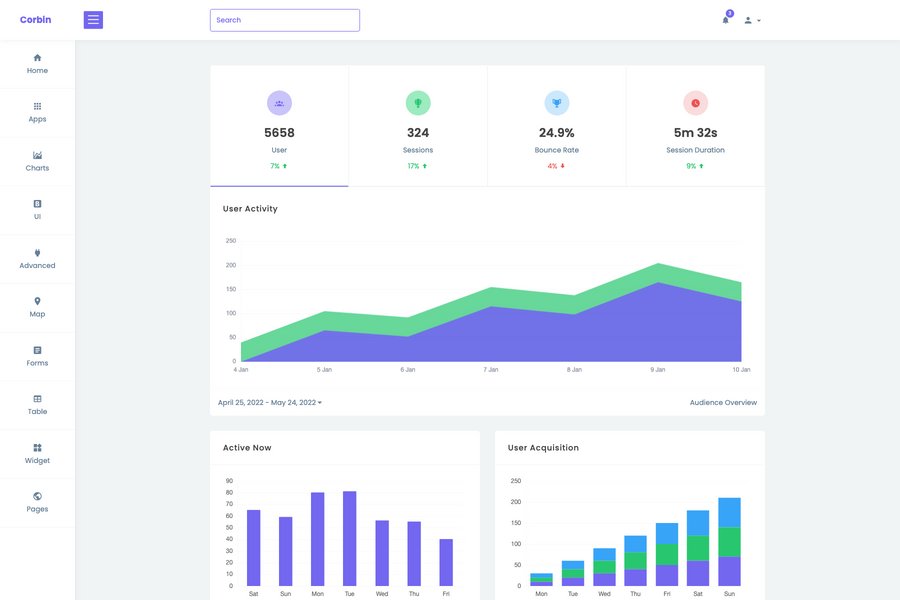 Corbin
Search
3
Home
Apps
Charts
UI
Advanced
Map
Forms
Table
Widget
Pages
5658
User
7%
324
Sessions
17%
24.9%
Bounce Rate
4%
5m 32s
Session Duration
9%
User Activity
250
200
150
100
50
0
4 Jan 5 Jan 6 Jan 7 Jan 8 Jan 9 Jan 10 Jan
April 25, 2022 - May 24, 2022 Audience Overview
Active Now
90
80
70
60
50
40
30
20
10
0
Sat Sun Mon Tue Wed Thu Fri
User Acquisition
250
200
150
100
50
0
Mon Tue Wed Thu Fri Sat Sun